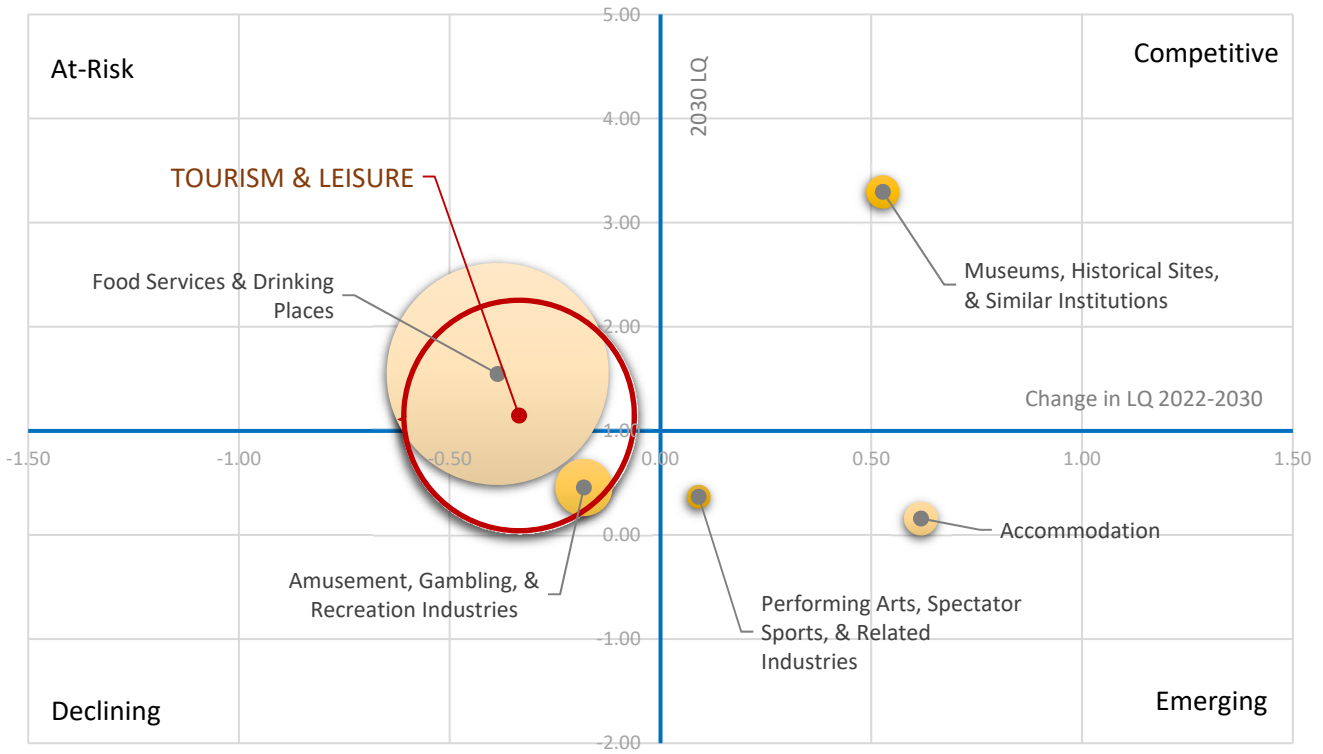 5.00
At-Risk
Competitive
2030 LQ
4.00
TOURISM & LEISURE
3.00
Food Services & Drinking
Places
Museums, Historical Sites,
& Similar Institutions
2.00
Change in LQ 2022-2030
1.00
-1.50
-1.00
-0.50
0.00
0.50
1.00
1.50
0.00
Accommodation
Amusement, Gambling, &
Recreation Industries
Performing Arts, Spectator
Sports, & Related
Industries
-1.00
Declining
Emerging
-2.00